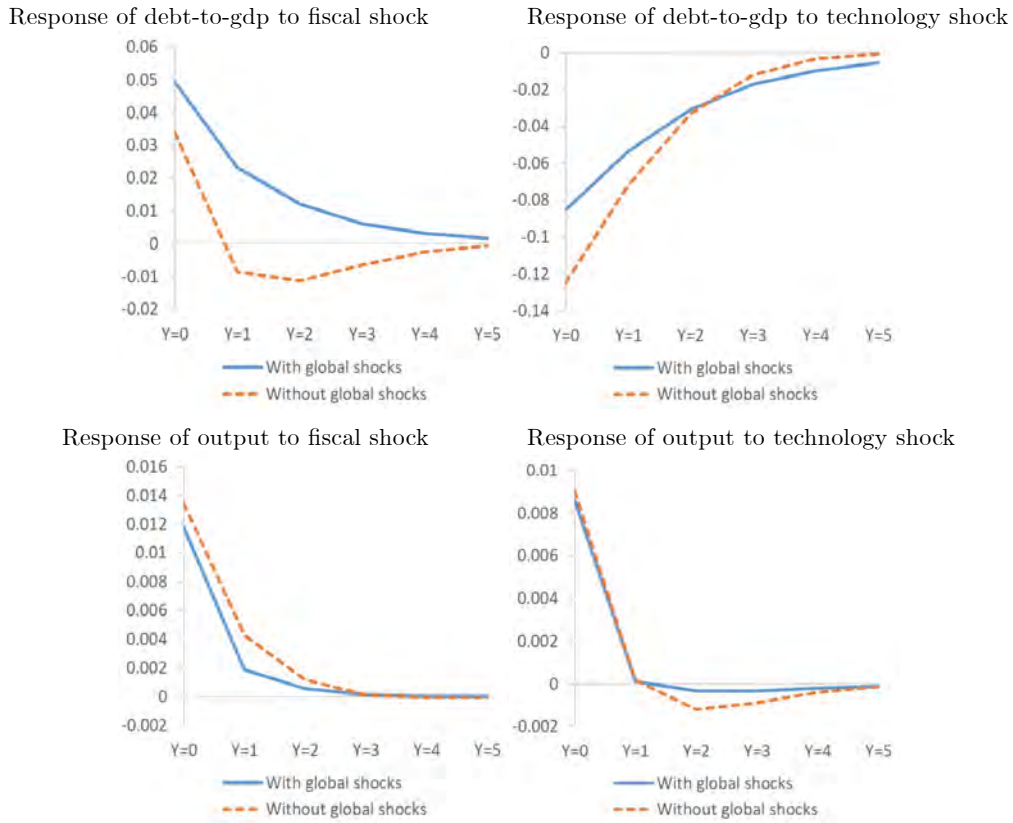 Response of debt-to-gdp to fiscal shock
0.06
0.05
0.04
0.03
0.02
0.01
0
-0.01
-0.02
Y=0 Y=1 Y=2 Y=3 Y=4 Y=5
With global shocks
Without global shocks
Response of debt-to-gdp to technology shock
0
-0.02
-0.04
-0.06
-0.08
-0.1
-0.12
-0.14
Y=0 Y=1 Y=2 Y=3 Y=4 Y=5
With global shocks
Without global shocks
Response of output to fiscal shock
0.016
0.014
0.012
0.01
0.008
0.006
0.004
0.002
0
-0.002
Y=0 Y=1 Y=2 Y=3 Y=4 Y=5
With global shocks
Without global shocks
Response of output to technology shock
0.01
0.008
0.006
0.004
0.002
0
-0.002
Y=0 Y=1 Y=2 Y=3 Y=4 Y=5
With global shocks
Without global shocks